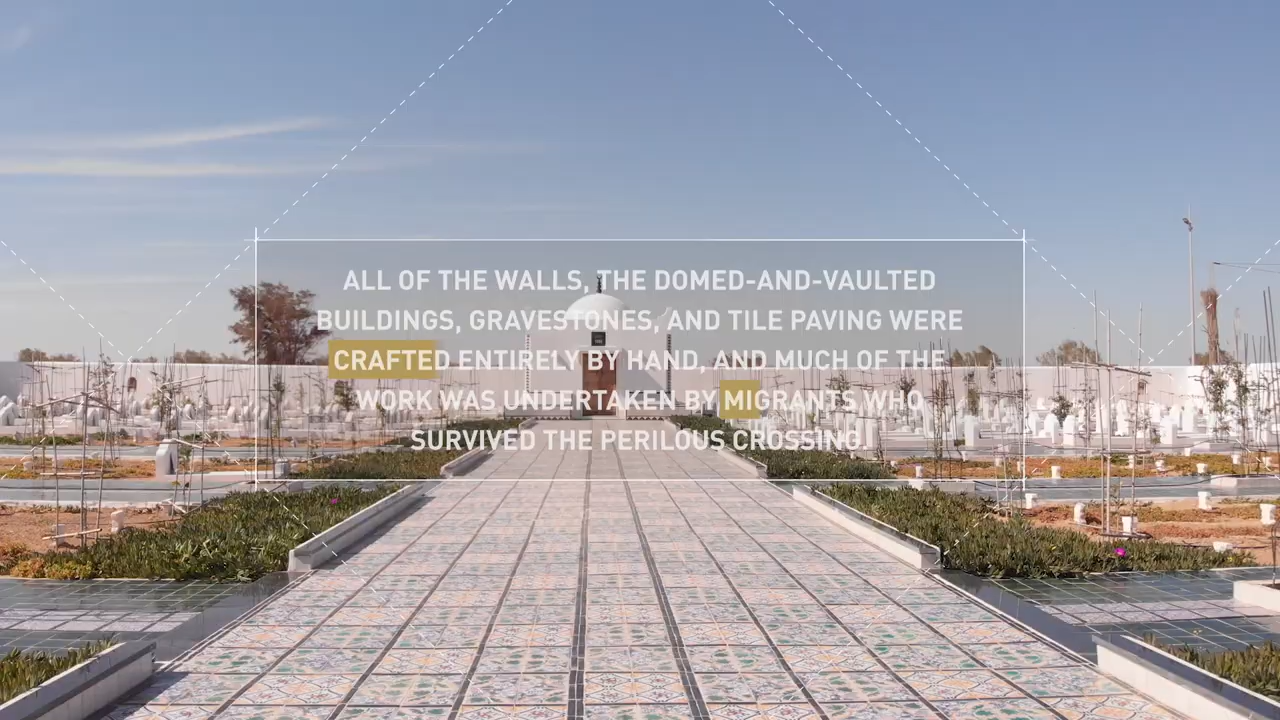 ALL OF THE WALLS, THE DOMED-AND-VAULTED
BUILDINGS, GRAVESTONES, AND TILE PAVING WERE
CRAFTED ENTIRELY BY HAND, AND MUCH OF THE
WORK WAS UNDERTAKEN BY MIGRANTS WHO
SURVIVED THE PERILOUS CROSSING.